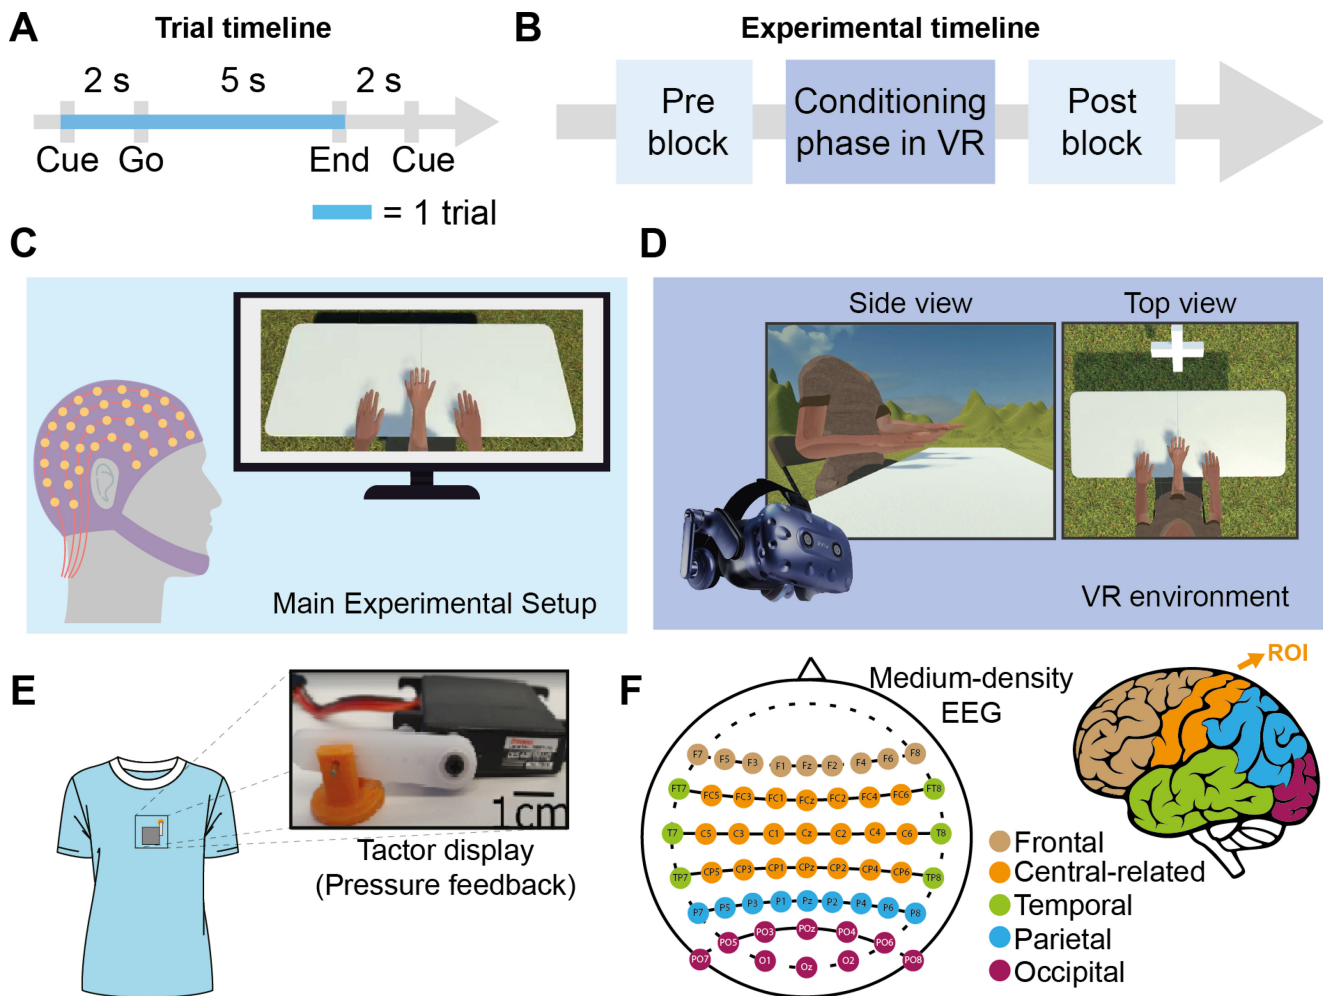 A
Trial timeline
2 s
5 s
2 s
Cue
Go
End
Cue
= 1 trial
B
Experimental timeline
Pre
block
Conditioning
phase in VR
Post
block
C
Main Experimental Setup
D
Side view
Top view
VR environment
E
1cm
Tactor display
(Pressure feedback)
F
Medium-density
EEG
ROI
F7 F5 F3 F1 Fz F2 F4 F6 F8
FT7 FC5 FC3 FC1 FCz FC2 FC4 FC6 FT8
T7 C5 C3 C1 Cz C2 C4 C6 T8
TP7 CP5 CP3 CP1 CPz CP2 CP4 CP6 TP8
P7 P5 P3 P1 Pz P2 P4 P6 P8
PO7 PO5 PO3 POz PO4 PO6 PO8
O1 Oz O2
Frontal
Central-related
Temporal
Parietal
Occipital